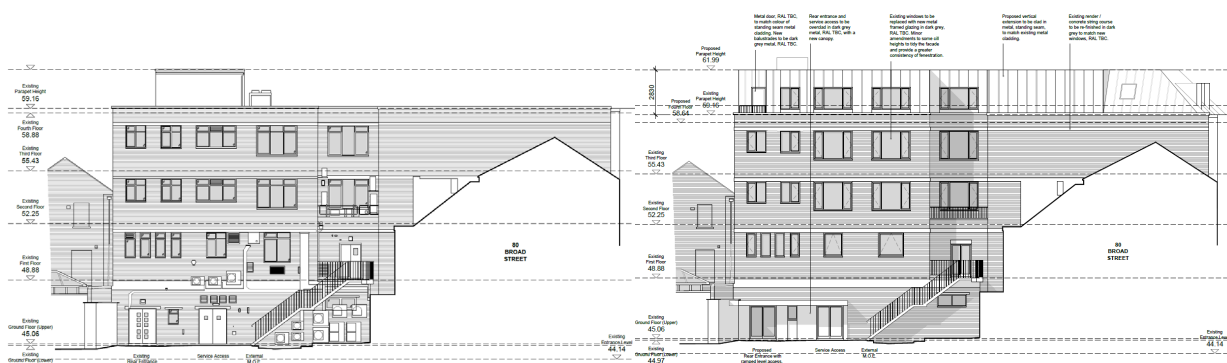 Existing
Parapet Height
59.16
Existing
Fourth Floor
58.88
Existing
Third Floor
55.43
Existing
Second Floor
52.25
Existing
First Floor
48.88
Existing
Ground Floor (Upper)
45.06
Existing
Ground Floor (Lower)
Existing
Rear Entrance
Service Access
External
M.O.E.
80
BROAD
STREET
Existing
Entrance Level
44.14
Metal door, RAL TBC,
to match colour of
standing seam metal
cladding. New
balustrades to be dark
grey metal, RAL TBC.
Rear entrance and
service access to be
overclad in dark grey
metal, RAL TBC, with a
new canopy.
Existing windows to be
replaced with new metal
framed glazing in dark grey,
RAL TBC. Minor
amendments to some cill
heights to tidy the facade
and provide a greater
consistency of fenestration.
Proposed vertical
extension to be clad in
metal, standing seam,
to match existing metal
cladding.
Existing render /
concrete string course
to be re-finished in dark
grey to match new
windows, RAL TBC.
Proposed
Parapet Height
61.99
2830
Existing
Parapet Height
59.16
Proposed
Fourth Floor
58.64
Existing
Third Floor
55.43
Existing
Second Floor
52.25
Existing
First Floor
48.88
Existing
Ground Floor (Upper)
45.06
Existing
Ground Floor (Lower)
44.97
Proposed
Rear Entrance with
ramped level access.
Service Access
External
M.O.E.
80
BROAD
STREET
Existing
Entrance Level
44.14